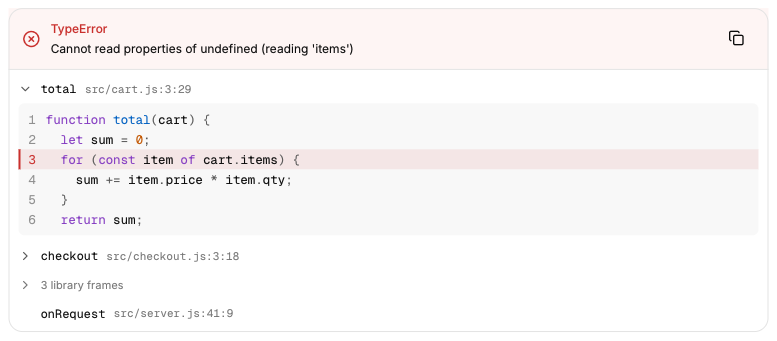 TypeError
Cannot read properties of undefined (reading 'items')
total src/cart.js:3:29
1 function total(cart) {
2   let sum = 0;
3   for (const item of cart.items) {
4     sum += item.price * item.qty;
5   }
6   return sum;
checkout src/checkout.js:3:18
3 library frames
onRequest src/server.js:41:9